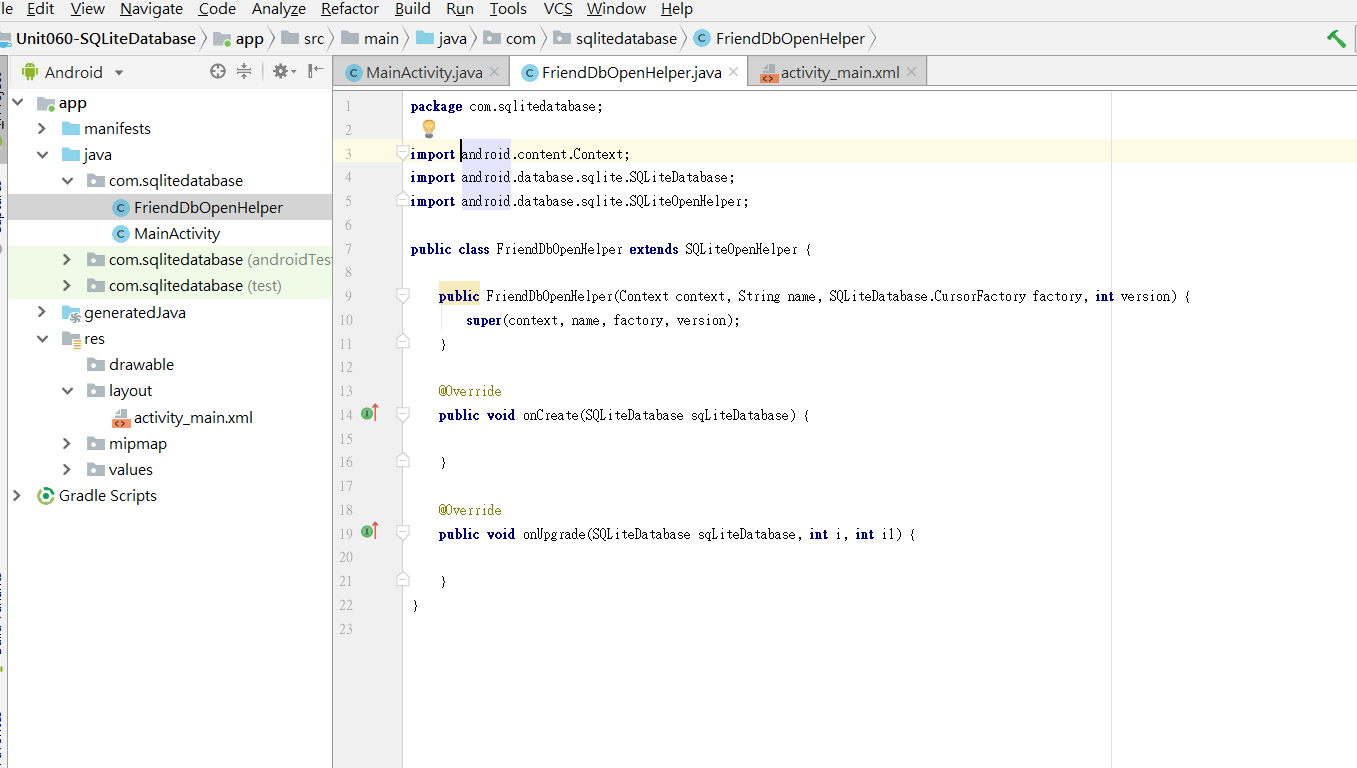 le Edit View Navigate Code Analyze Refactor Build Run Tools VCS Window Help
Unit060-SQLiteDatabase app src main java com sqlitedatabase FriendDbOpenHelper
Android
MainActivity.java FriendDbOpenHelper.java activity_main.xml
app
manifests
java
com.sqlitedatabase
FriendDbOpenHelper
MainActivity
com.sqlitedatabase (androidTes
com.sqlitedatabase (test)
generatedJava
res
drawable
layout
activity_main.xml
mipmap
values
Gradle Scripts
1 package com.sqlitedatabase;
2
3 import android.content.Context;
4 import android.database.sqlite.SQLiteDatabase;
5 import android.database.sqlite.SQLiteOpenHelper;
6
7 public class FriendDbOpenHelper extends SQLiteOpenHelper {
8
9 public FriendDbOpenHelper(Context context, String name, SQLiteDatabase.CursorFactory factory, int version) {
10 super(context, name, factory, version);
11 }
12
13 @Override
14 public void onCreate(SQLiteDatabase sqLiteDatabase) {
15
16 }
17
18 @Override
19 public void onUpgrade(SQLiteDatabase sqLiteDatabase, int i, int i1) {
20
21 }
22 }
23